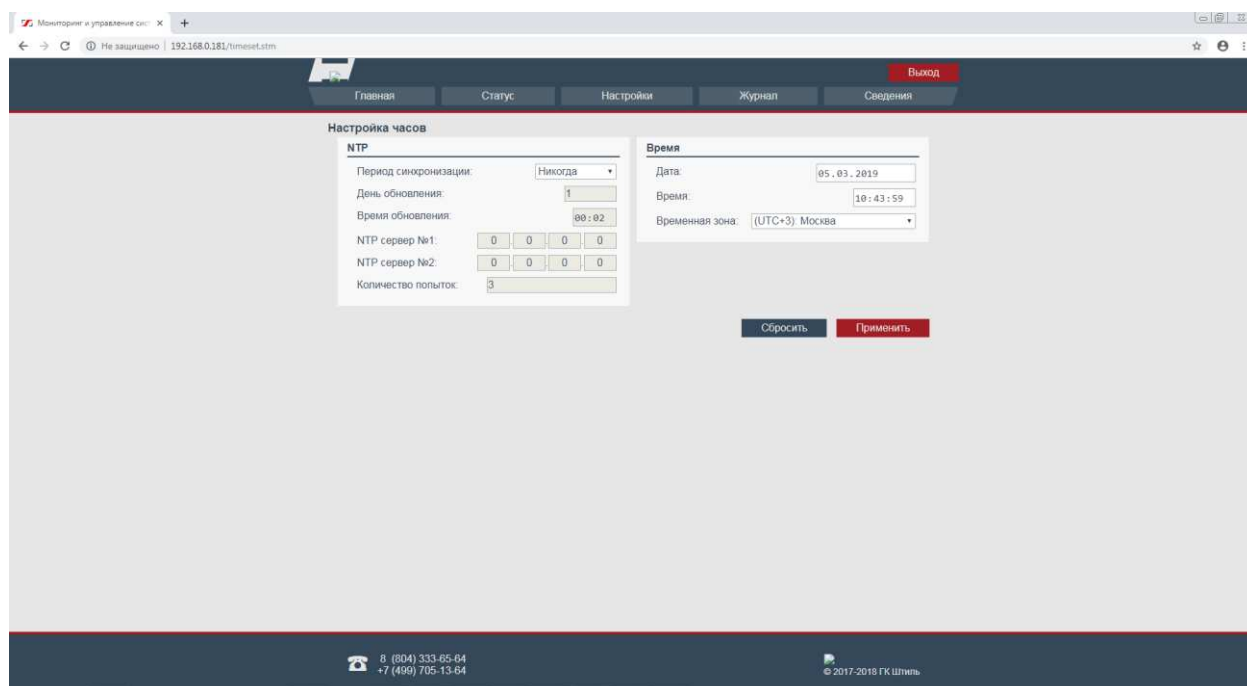 Мониторинг и управление сис
Не защищено 192.168.0.181/timeset.stm
Выход
Главная Статус Настройки Журнал Сведения
Настройка часов
NTP
Период синхронизации: Никогда
День обновления: 1
Время обновления: 00:02
NTP сервер №1: 0 . 0 . 0 . 0
NTP сервер №2: 0 . 0 . 0 . 0
Количество попыток: 3
Время
Дата: 05.03.2019
Время: 10:43:59
Временная зона: (UTC+3): Москва
Сбросить Применить
8 (804) 333-65-64
+7 (499) 705-13-64
© 2017-2018 ГК Штиль